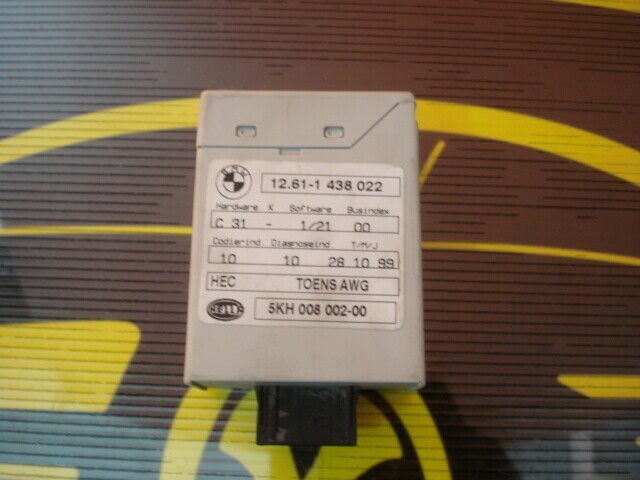 BMW
12.61-1 438 022
Hardware K Software Busindex
C 31 - 1/21 00
Codierind Diagnoseind T/M/J
10 10 28 10 99
HEC TOENS AWG
HELLA
5KH 008 002-00